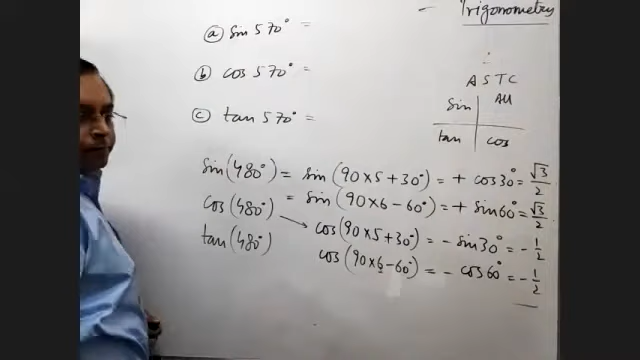 - Trigonometry
(a) sin 570° =
(b) cos 570° =
(c) tan 570° =
A S T C
sin | All
tan | cos
sin(480°) = sin(90×5+30°) = + cos30° = √3/2
= sin(90×6-60°) = + sin60° = √3/2
cos(480°) → cos(90×5+30°) = - sin30° = -1/2
cos(90×6-60°) = - cos60° = -1/2
tan(480°)